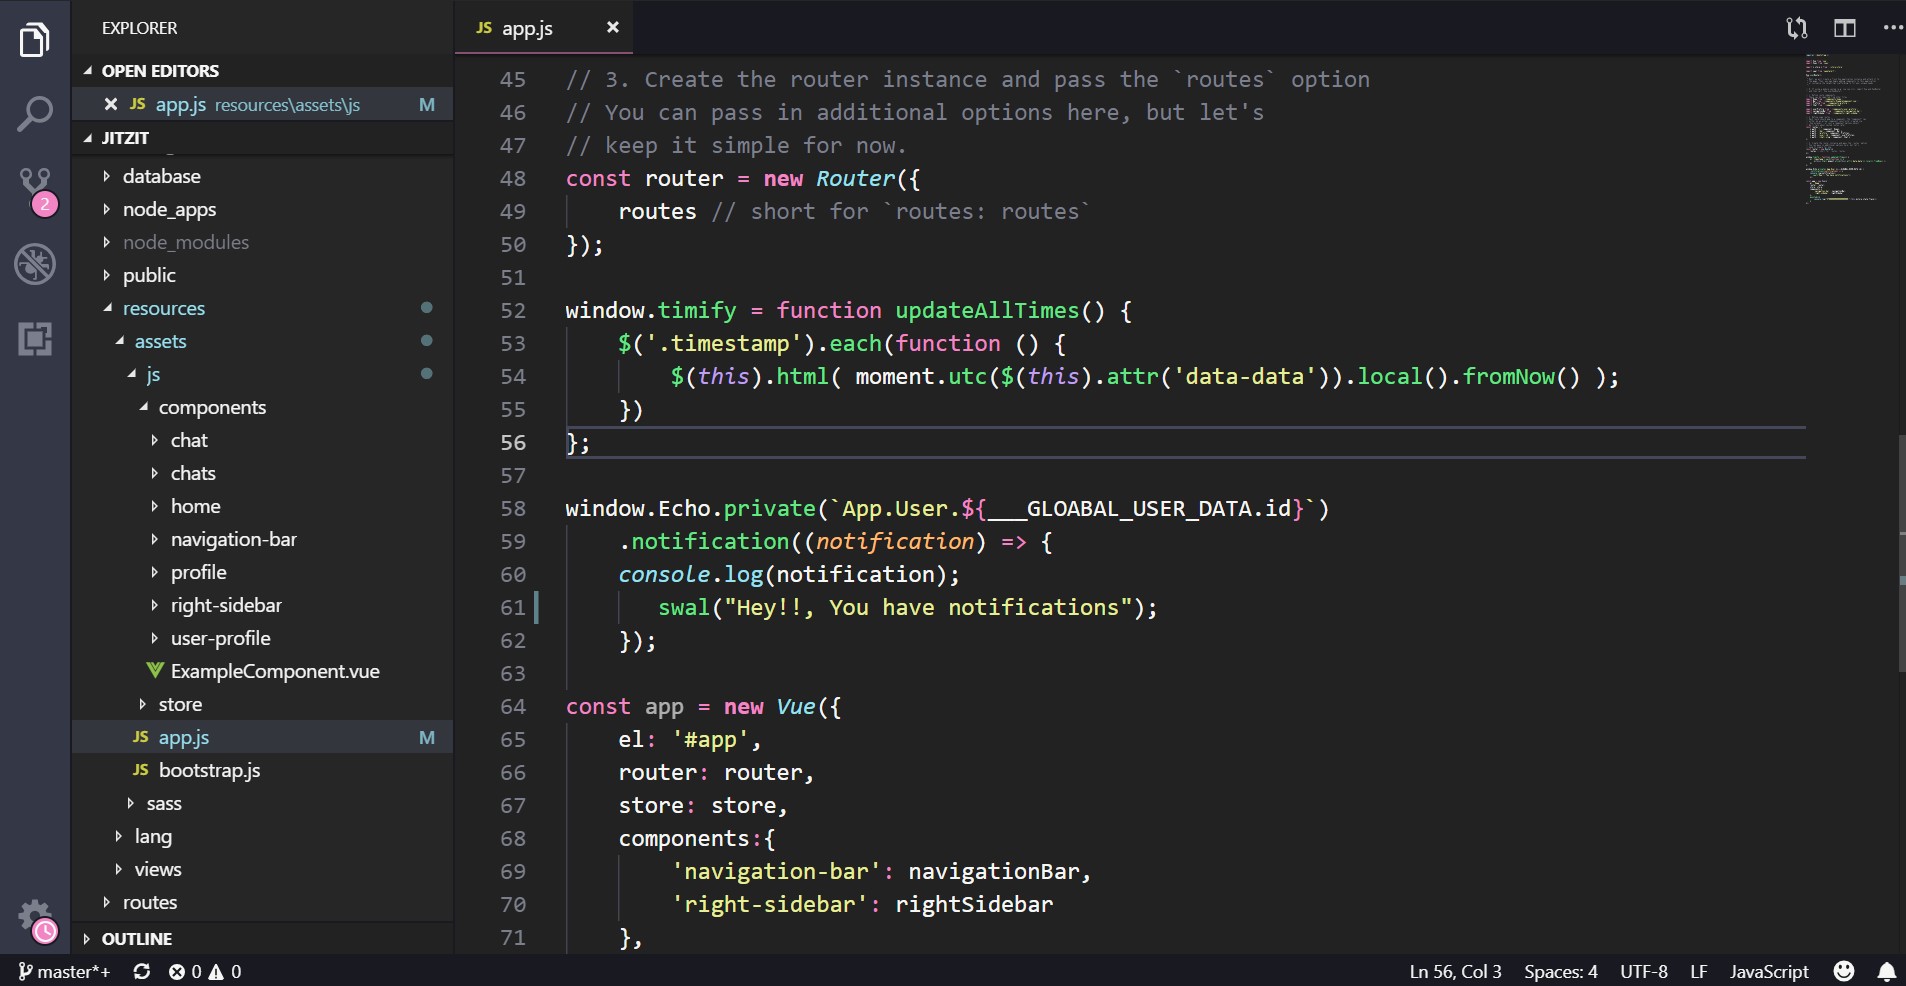 EXPLORER
OPEN EDITORS
JS app.js resources\assets\js M
JITZIT
database
node_apps
node_modules
public
resources
assets
js
components
chat
chats
home
navigation-bar
profile
right-sidebar
user-profile
ExampleComponent.vue
store
JS app.js M
JS bootstrap.js
sass
lang
views
routes
OUTLINE
2
JS app.js
45 // 3. Create the router instance and pass the `routes` option
46 // You can pass in additional options here, but let's
47 // keep it simple for now.
48 const router = new Router({
49 routes // short for `routes: routes`
50 });
51
52 window.timify = function updateAllTimes() {
53 $('.timestamp').each(function () {
54 $(this).html( moment.utc($(this).attr('data-data')).local().fromNow() );
55 })
56 };
57
58 window.Echo.private(`App.User.${___GLOABAL_USER_DATA.id}`)
59 .notification((notification) => {
60 console.log(notification);
61 swal("Hey!!, You have notifications");
62 });
63
64 const app = new Vue({
65 el: '#app',
66 router: router,
67 store: store,
68 components:{
69 'navigation-bar': navigationBar,
70 'right-sidebar': rightSidebar
71 },
master*+ 0 0 Ln 56, Col 3 Spaces: 4 UTF-8 LF JavaScript